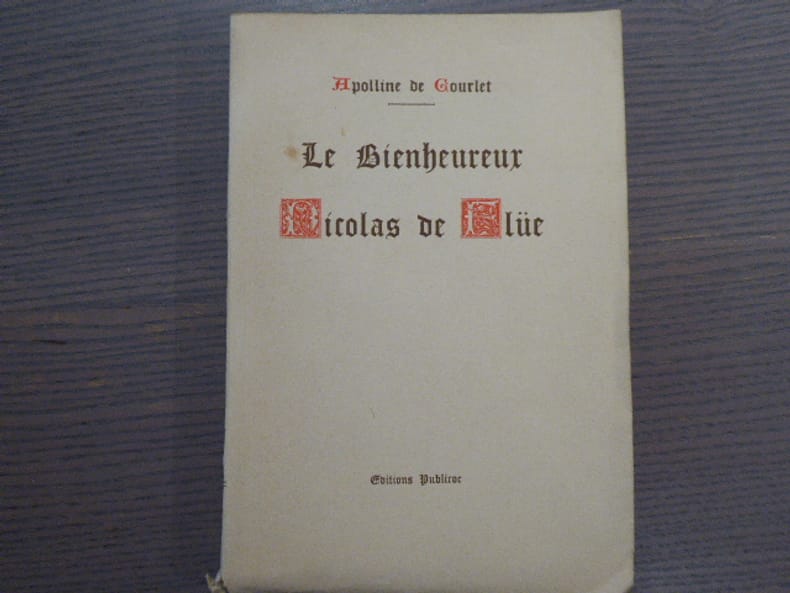 Apolline de Gourlet
Le Bienheureux
Nicolas de Flüe
Editions Publiroc